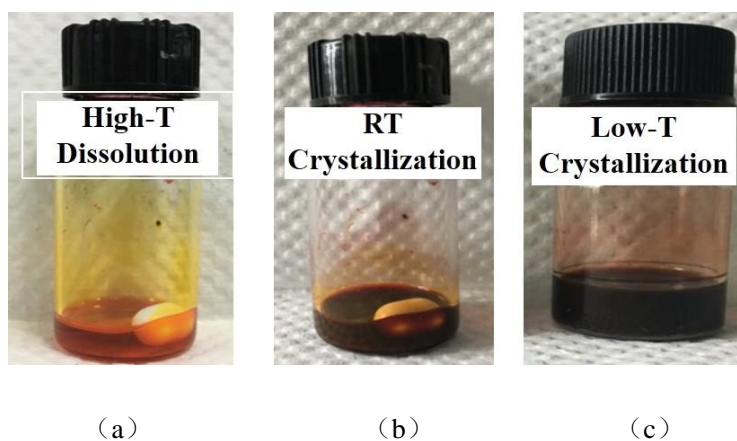 High-T
Dissolution
RT
Crystallization
Low-T
Crystallization
（a）
（b）
（c）